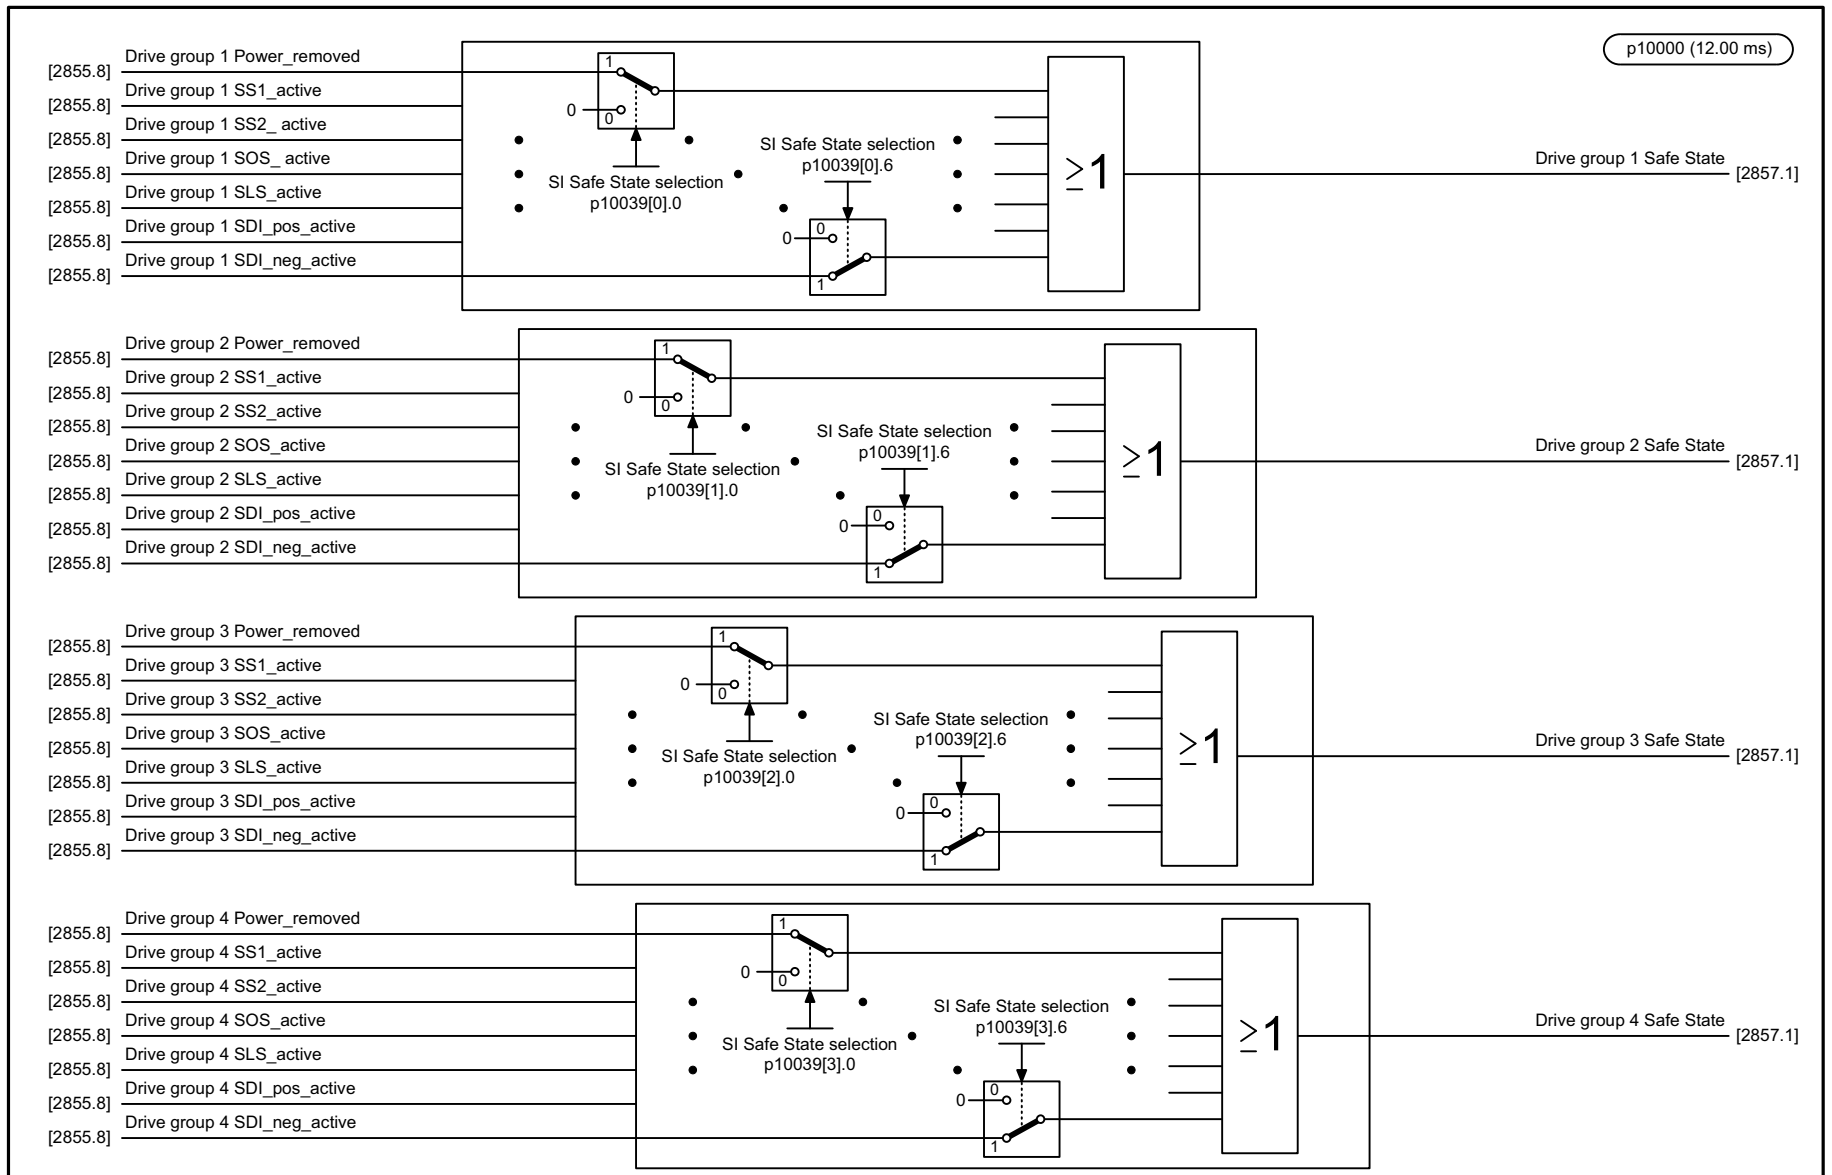 p10000 (12.00 ms)
Drive group 1 Power_removed
[2855.8]
Drive group 1 SS1_active
[2855.8]
Drive group 1 SS2_ active
[2855.8]
Drive group 1 SOS_ active
[2855.8]
Drive group 1 SLS_active
[2855.8]
Drive group 1 SDI_pos_active
[2855.8]
Drive group 1 SDI_neg_active
[2855.8]
1
0
0
SI Safe State selection
p10039[0].0
SI Safe State selection
p10039[0].6
0
0
1
≥1
Drive group 1 Safe State
[2857.1]
Drive group 2 Power_removed
[2855.8]
Drive group 2 SS1_active
[2855.8]
Drive group 2 SS2_active
[2855.8]
Drive group 2 SOS_active
[2855.8]
Drive group 2 SLS_active
[2855.8]
Drive group 2 SDI_pos_active
[2855.8]
Drive group 2 SDI_neg_active
[2855.8]
1
0
0
SI Safe State selection
p10039[1].0
SI Safe State selection
p10039[1].6
0
0
1
≥1
Drive group 2 Safe State
[2857.1]
Drive group 3 Power_removed
[2855.8]
Drive group 3 SS1_active
[2855.8]
Drive group 3 SS2_active
[2855.8]
Drive group 3 SOS_active
[2855.8]
Drive group 3 SLS_active
[2855.8]
Drive group 3 SDI_pos_active
[2855.8]
Drive group 3 SDI_neg_active
[2855.8]
1
0
0
SI Safe State selection
p10039[2].0
SI Safe State selection
p10039[2].6
0
0
1
≥1
Drive group 3 Safe State
[2857.1]
Drive group 4 Power_removed
[2855.8]
Drive group 4 SS1_active
[2855.8]
Drive group 4 SS2_active
[2855.8]
Drive group 4 SOS_active
[2855.8]
Drive group 4 SLS_active
[2855.8]
Drive group 4 SDI_pos_active
[2855.8]
Drive group 4 SDI_neg_active
[2855.8]
1
0
0
SI Safe State selection
p10039[3].0
SI Safe State selection
p10039[3].6
0
0
1
≥1
Drive group 4 Safe State
[2857.1]